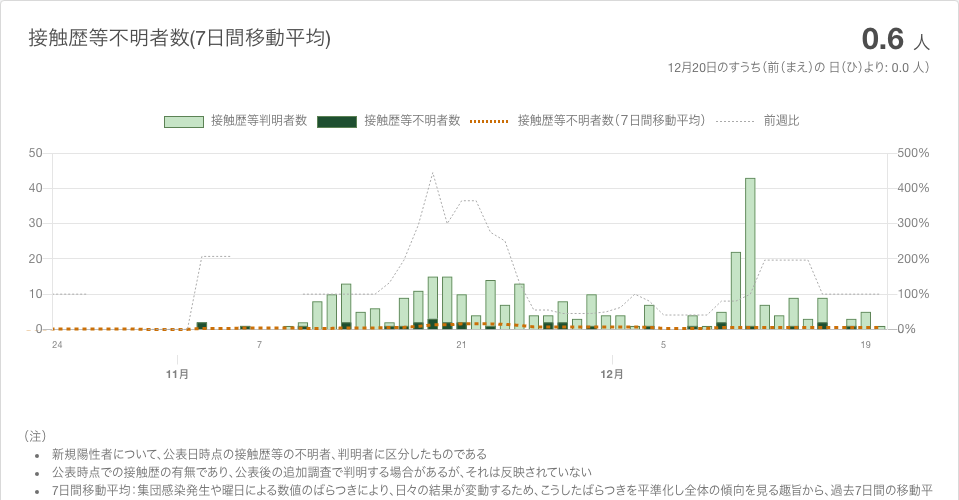 接触歴等不明者数(7日間移動平均)
0.6 人
12月20日のすうち（前（まえ）の 日（ひ）より: 0.0 人）
接触歴等判明者数 接触歴等不明者数 接触歴等不明者数（7日間移動平均） 前週比
50 500%
40 400%
30 300%
20 200%
10 100%
0 0%
24 7 21 5 19
11月 12月
（注）
• 新規陽性者について、公表日時点の接触歴等の不明者、判明者に区分したものである
• 公表時点での接触歴の有無であり、公表後の追加調査で判明する場合があるが、それは反映されていない
• 7日間移動平均：集団感染発生や曜日による数値のばらつきにより、日々の結果が変動するため、こうしたばらつきを平準化し全体の傾向を見る趣旨から、過去7日間の移動平